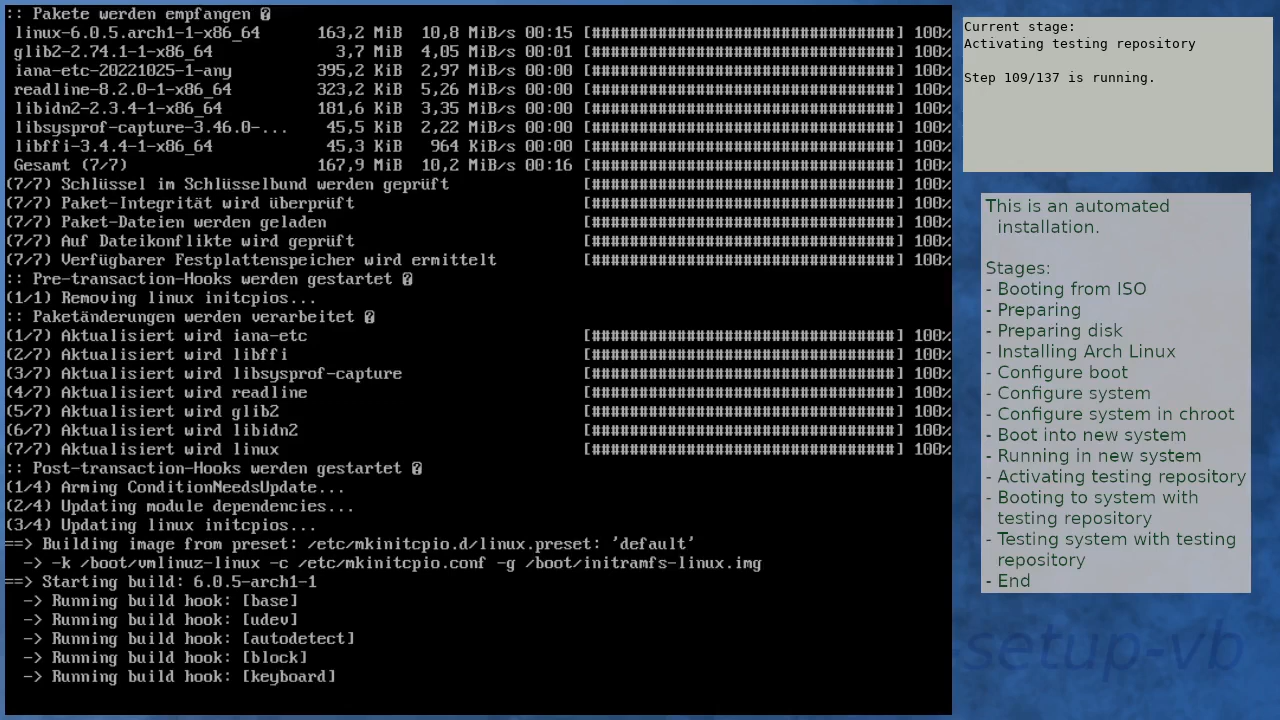 :: Pakete werden empfangen �
linux-6.0.5.arch1-1-x86_64 163,2 MiB 10,8 MiB/s 00:15 [################################] 100%
glib2-2.74.1-1-x86_64 3,7 MiB 4,05 MiB/s 00:01 [################################] 100%
iana-etc-20221025-1-any 395,2 KiB 2,97 MiB/s 00:00 [################################] 100%
readline-8.2.0-1-x86_64 323,2 KiB 5,26 MiB/s 00:00 [################################] 100%
libidn2-2.3.4-1-x86_64 181,6 KiB 3,35 MiB/s 00:00 [################################] 100%
libsysprof-capture-3.46.0-... 45,5 KiB 2,22 MiB/s 00:00 [################################] 100%
libffi-3.4.4-1-x86_64 45,3 KiB 964 KiB/s 00:00 [################################] 100%
Gesamt (7/7) 167,9 MiB 10,2 MiB/s 00:16 [################################] 100%
(7/7) Schlüssel im Schlüsselbund werden geprüft [################################] 100%
(7/7) Paket-Integrität wird überprüft [################################] 100%
(7/7) Paket-Dateien werden geladen [################################] 100%
(7/7) Auf Dateikonflikte wird geprüft [################################] 100%
(7/7) Verfügbarer Festplattenspeicher wird ermittelt [################################] 100%
:: Pre-transaction-Hooks werden gestartet �
(1/1) Removing linux initcpios...
:: Paketänderungen werden verarbeitet �
(1/7) Aktualisiert wird iana-etc [################################] 100%
(2/7) Aktualisiert wird libffi [################################] 100%
(3/7) Aktualisiert wird libsysprof-capture [################################] 100%
(4/7) Aktualisiert wird readline [################################] 100%
(5/7) Aktualisiert wird glib2 [################################] 100%
(6/7) Aktualisiert wird libidn2 [################################] 100%
(7/7) Aktualisiert wird linux [################################] 100%
:: Post-transaction-Hooks werden gestartet �
(1/4) Arming ConditionNeedsUpdate...
(2/4) Updating module dependencies...
(3/4) Updating linux initcpios...
==> Building image from preset: /etc/mkinitcpio.d/linux.preset: 'default'
-> -k /boot/vmlinuz-linux -c /etc/mkinitcpio.conf -g /boot/initramfs-linux.img
==> Starting build: 6.0.5-arch1-1
-> Running build hook: [base]
-> Running build hook: [udev]
-> Running build hook: [autodetect]
-> Running build hook: [block]
-> Running build hook: [keyboard]
Current stage:
Activating testing repository
Step 109/137 is running.
This is an automated
installation.
Stages:
- Booting from ISO
- Preparing
- Preparing disk
- Installing Arch Linux
- Configure boot
- Configure system
- Configure system in chroot
- Boot into new system
- Running in new system
- Activating testing repository
- Booting to system with
testing repository
- Testing system with testing
repository
- End
setup-vb